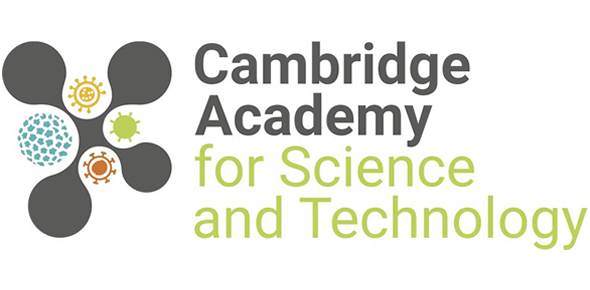 Cambridge
Academy
for Science
and Technology